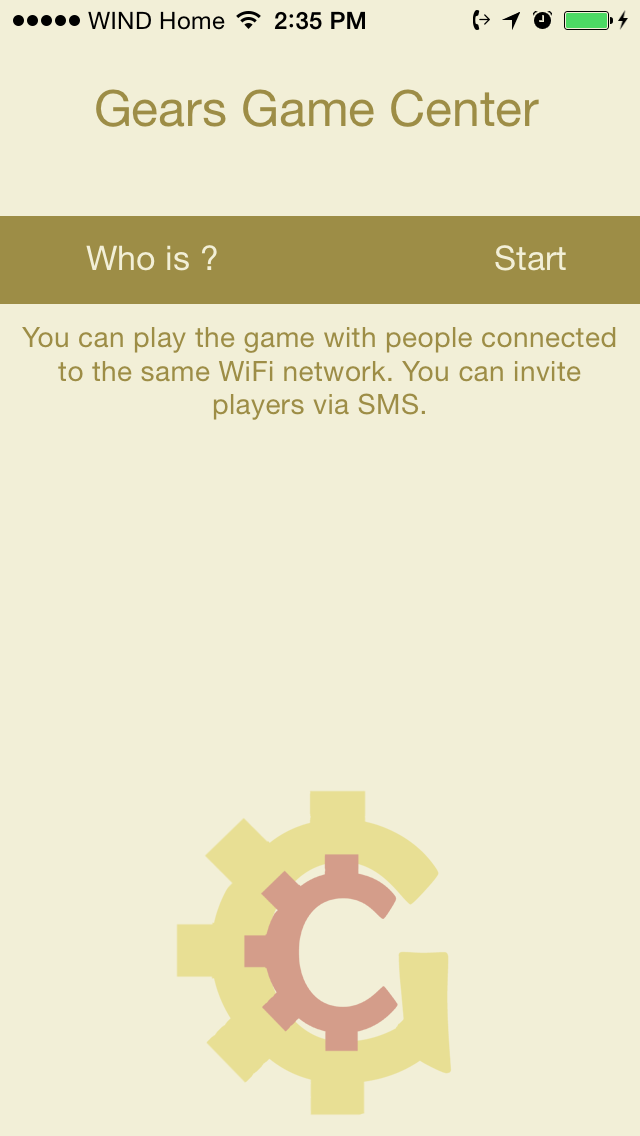 WIND Home 2:35 PM
Gears Game Center
Who is ? Start
You can play the game with people connected
to the same WiFi network. You can invite
players via SMS.